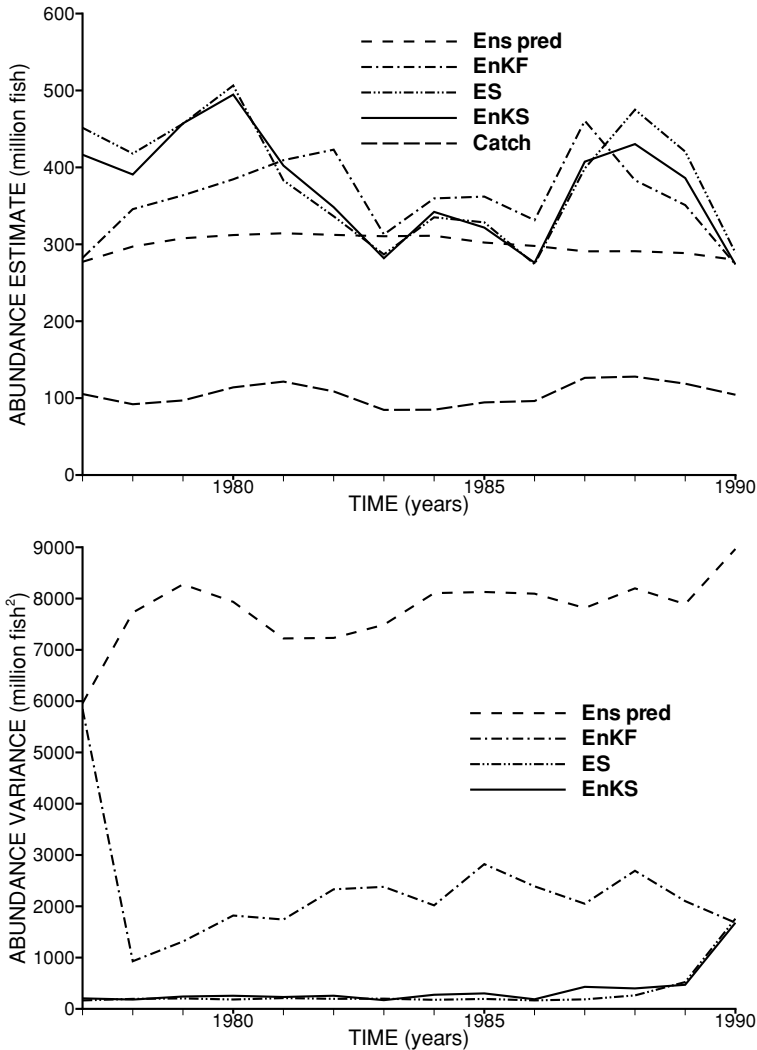 600
500
400
300
200
100
0
ABUNDANCE ESTIMATE (million fish)
Ens pred
EnKF
ES
EnKS
Catch
1980
1985
1990
TIME (years)
9000
8000
7000
6000
5000
4000
3000
2000
1000
0
ABUNDANCE VARIANCE (million fish²)
Ens pred
EnKF
ES
EnKS
1980
1985
1990
TIME (years)